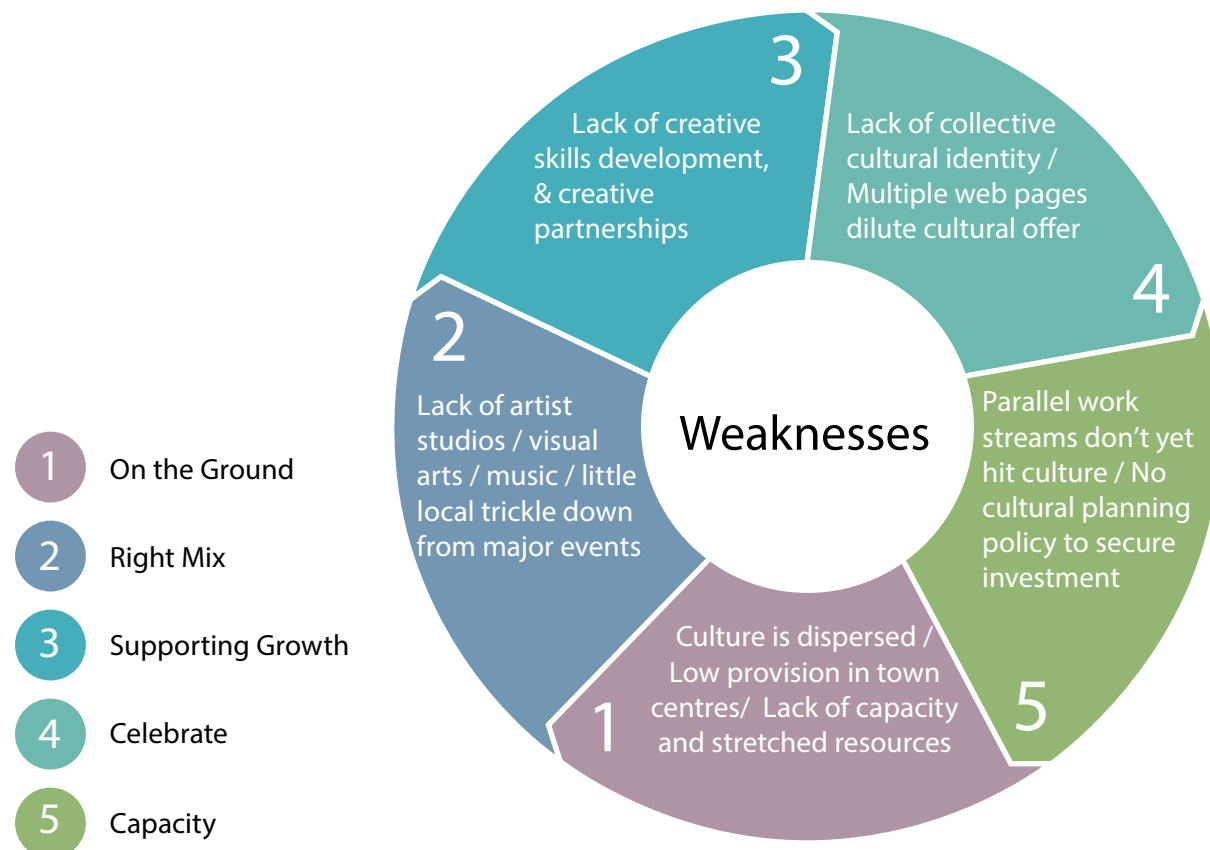 3
Lack of creative
skills development,
& creative
partnerships
Lack of collective
cultural identity /
Multiple web pages
dilute cultural offer
4
2
Lack of artist
studios / visual
arts / music / little
local trickle down
from major events
Weaknesses
Parallel work
streams don’t yet
hit culture / No
cultural planning
policy to secure
investment
Culture is dispersed /
Low provision in town
centres/ Lack of capacity
and stretched resources
1
5
1 On the Ground
2 Right Mix
3 Supporting Growth
4 Celebrate
5 Capacity